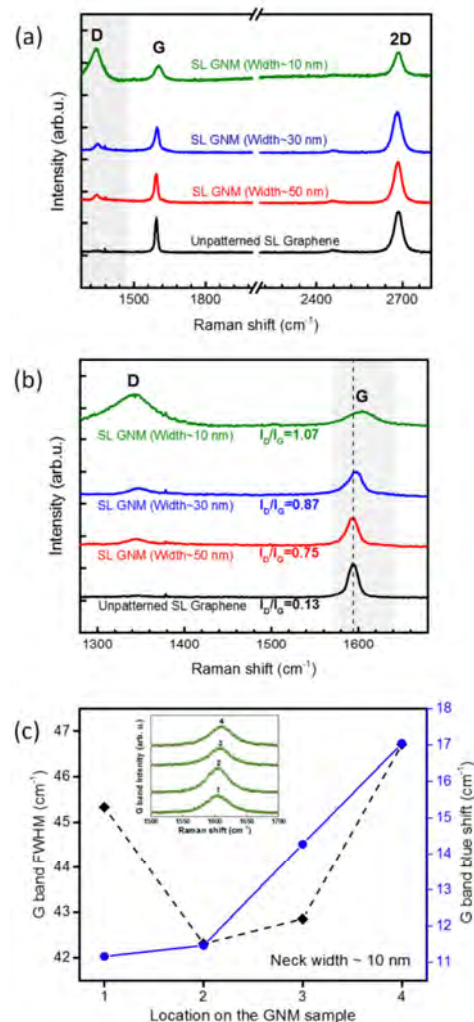 (a)
D
G
2D
SL GNM (Width~10 nm)
SL GNM (Width~30 nm)
SL GNM (Width~50 nm)
Unpatterned SL Graphene
Intensity (arb.u.)
1500 1800 2400 2700
Raman shift (cm⁻¹)
(b)
D
G
SL GNM (Width~10 nm) I_D/I_G=1.07
SL GNM (Width~30 nm) I_D/I_G=0.87
SL GNM (Width~50 nm) I_D/I_G=0.75
Unpatterned SL Graphene I_D/I_G=0.13
Intensity (arb.u.)
1300 1400 1500 1600
Raman shift (cm⁻¹)
(c)
47
46
45
44
43
42
G band FWHM (cm⁻¹)
G band Intensity (arb. u.)
4
3
2
1
1500 1550 1600 1650 1700
Raman shift (cm⁻¹)
18
17
16
15
14
13
12
11
G band blue shift (cm⁻¹)
Neck width ~ 10 nm
1 2 3 4
Location on the GNM sample